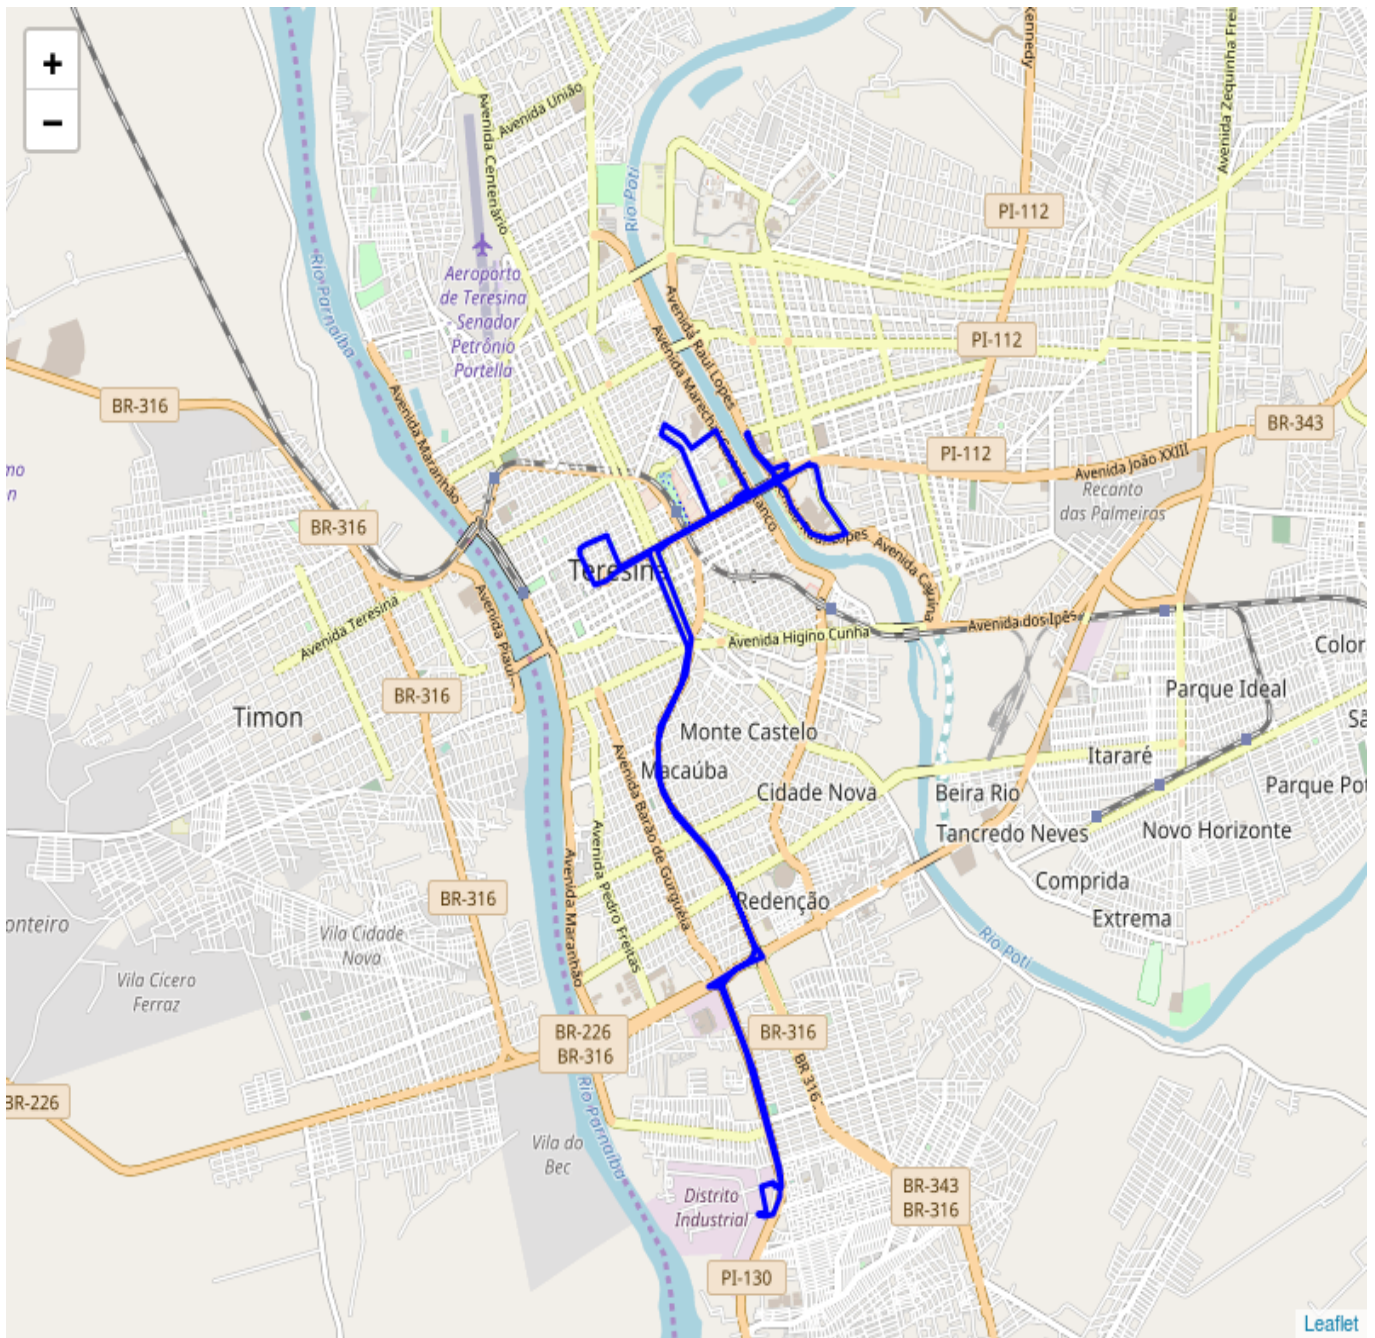 +
−
Avenida União
Avenida Centenário
Rio Poti
Kennedy
Avenida Zequinha Frei
PI-112
Rio Parnaíba
Aeroporto
de Teresina
- Senador
Petrônio
Portella
Avenida Raul Lopes
PI-112
BR-316
Avenida Maranhão
BR-343
PI-112
Avenida João XXIII
Recanto
das Palmeiras
BR-316
Teresina
Avenida Teresina
Avenida Piauí
Avenida Higino Cunha
Avenida dos Ipês
Color
Parque Ideal
BR-316
Timon
Monte Castelo
Macaúba
Itararé
Cidade Nova
Beira Rio
Parque Pot
Tancredo Neves
Novo Horizonte
Avenida Barão de Gurguéia
Avenida Pedro Freitas
Avenida Maranhão
Comprida
BR-316
Redenção
Extrema
onteiro
Vila Cidade
Nova
Rio Poti
Vila Cícero
Ferraz
BR-226
BR-316
BR-316
BR 316
BR-226
Rio Parnaíba
Vila do
Bec
Distrito
Industrial
BR-343
BR-316
PI-130
Leaflet